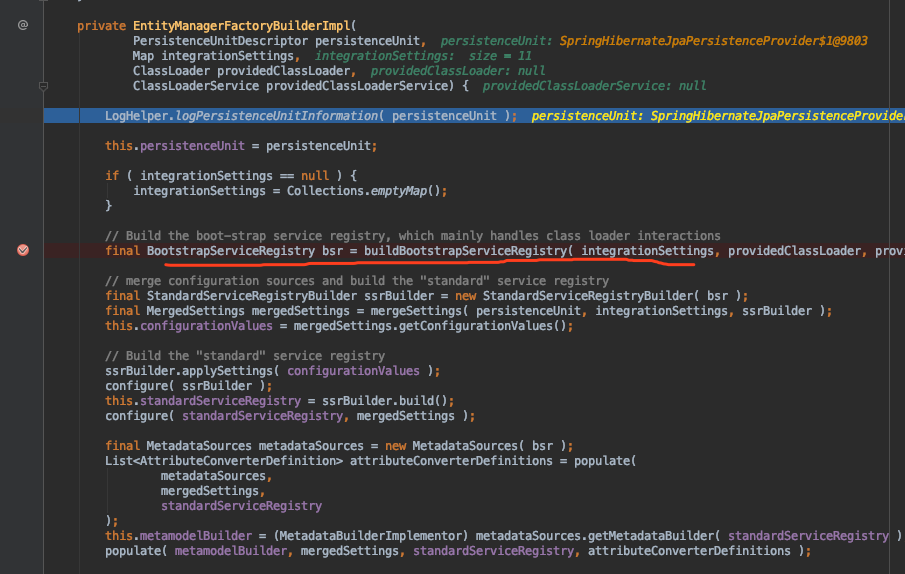 private EntityManagerFactoryBuilderImpl(
PersistenceUnitDescriptor persistenceUnit,  persistenceUnit: SpringHibernateJpaPersistenceProvider$1@9803
Map integrationSettings,  integrationSettings:  size = 11
ClassLoader providedClassLoader,  providedClassLoader: null
ClassLoaderService providedClassLoaderService) {  providedClassLoaderService: null
LogHelper.logPersistenceUnitInformation( persistenceUnit );  persistenceUnit: SpringHibernateJpaPersistenceProvider
this.persistenceUnit = persistenceUnit;
if ( integrationSettings == null ) {
integrationSettings = Collections.emptyMap();
}
// Build the boot-strap service registry, which mainly handles class loader interactions
final BootstrapServiceRegistry bsr = buildBootstrapServiceRegistry( integrationSettings, providedClassLoader, prov
// merge configuration sources and build the "standard" service registry
final StandardServiceRegistryBuilder ssrBuilder = new StandardServiceRegistryBuilder( bsr );
final MergedSettings mergedSettings = mergeSettings( persistenceUnit, integrationSettings, ssrBuilder );
this.configurationValues = mergedSettings.getConfigurationValues();
// Build the "standard" service registry
ssrBuilder.applySettings( configurationValues );
configure( ssrBuilder );
this.standardServiceRegistry = ssrBuilder.build();
configure( standardServiceRegistry, mergedSettings );
final MetadataSources metadataSources = new MetadataSources( bsr );
List<AttributeConverterDefinition> attributeConverterDefinitions = populate(
metadataSources,
mergedSettings,
standardServiceRegistry
);
this.metamodelBuilder = (MetadataBuilderImplementor) metadataSources.getMetadataBuilder( standardServiceRegistry )
populate( metamodelBuilder, mergedSettings, standardServiceRegistry, attributeConverterDefinitions );